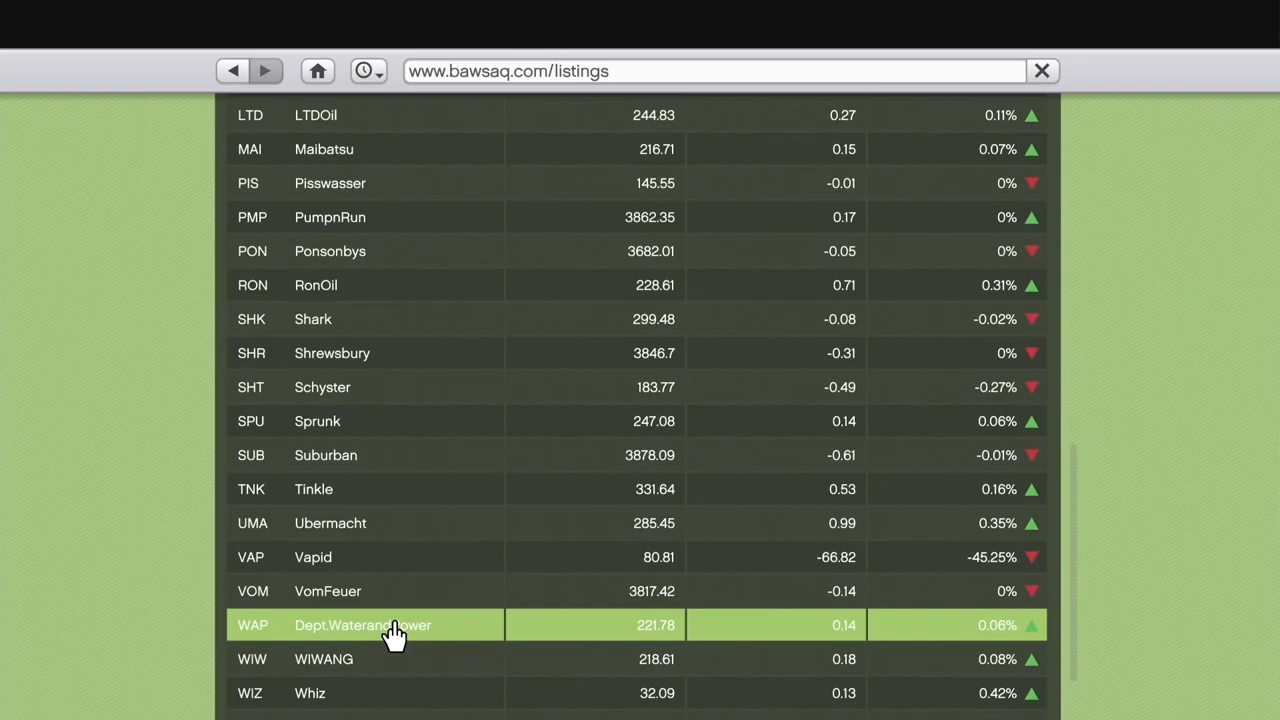 www.bawsaq.com/listings
LTD LTDOil 244.83 0.27 0.11%
MAI Maibatsu 216.71 0.15 0.07%
PIS Pisswasser 145.55 -0.01 0%
PMP PumpnRun 3862.35 0.17 0%
PON Ponsonbys 3682.01 -0.05 0%
RON RonOil 228.61 0.71 0.31%
SHK Shark 299.48 -0.08 -0.02%
SHR Shrewsbury 3846.7 -0.31 0%
SHT Schyster 183.77 -0.49 -0.27%
SPU Sprunk 247.08 0.14 0.06%
SUB Suburban 3878.09 -0.61 -0.01%
TNK Tinkle 331.64 0.53 0.16%
UMA Ubermacht 285.45 0.99 0.35%
VAP Vapid 80.81 -66.82 -45.25%
VOM VomFeuer 3817.42 -0.14 0%
WAP Dept.WaterandPower 221.78 0.14 0.06%
WIW WIWANG 218.61 0.18 0.08%
WIZ Whiz 32.09 0.13 0.42%